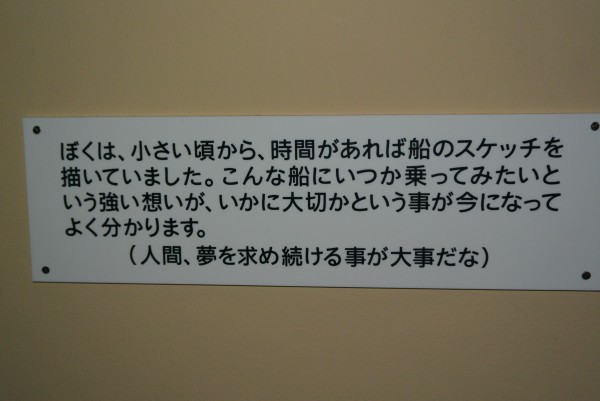 ぼくは、小さい頃から、時間があれば船のスケッチを
描いていました。こんな船にいつか乗ってみたいと
いう強い想いが、いかに大切かという事が今になって
よく分かります。
（人間、夢を求め続ける事が大事だな）